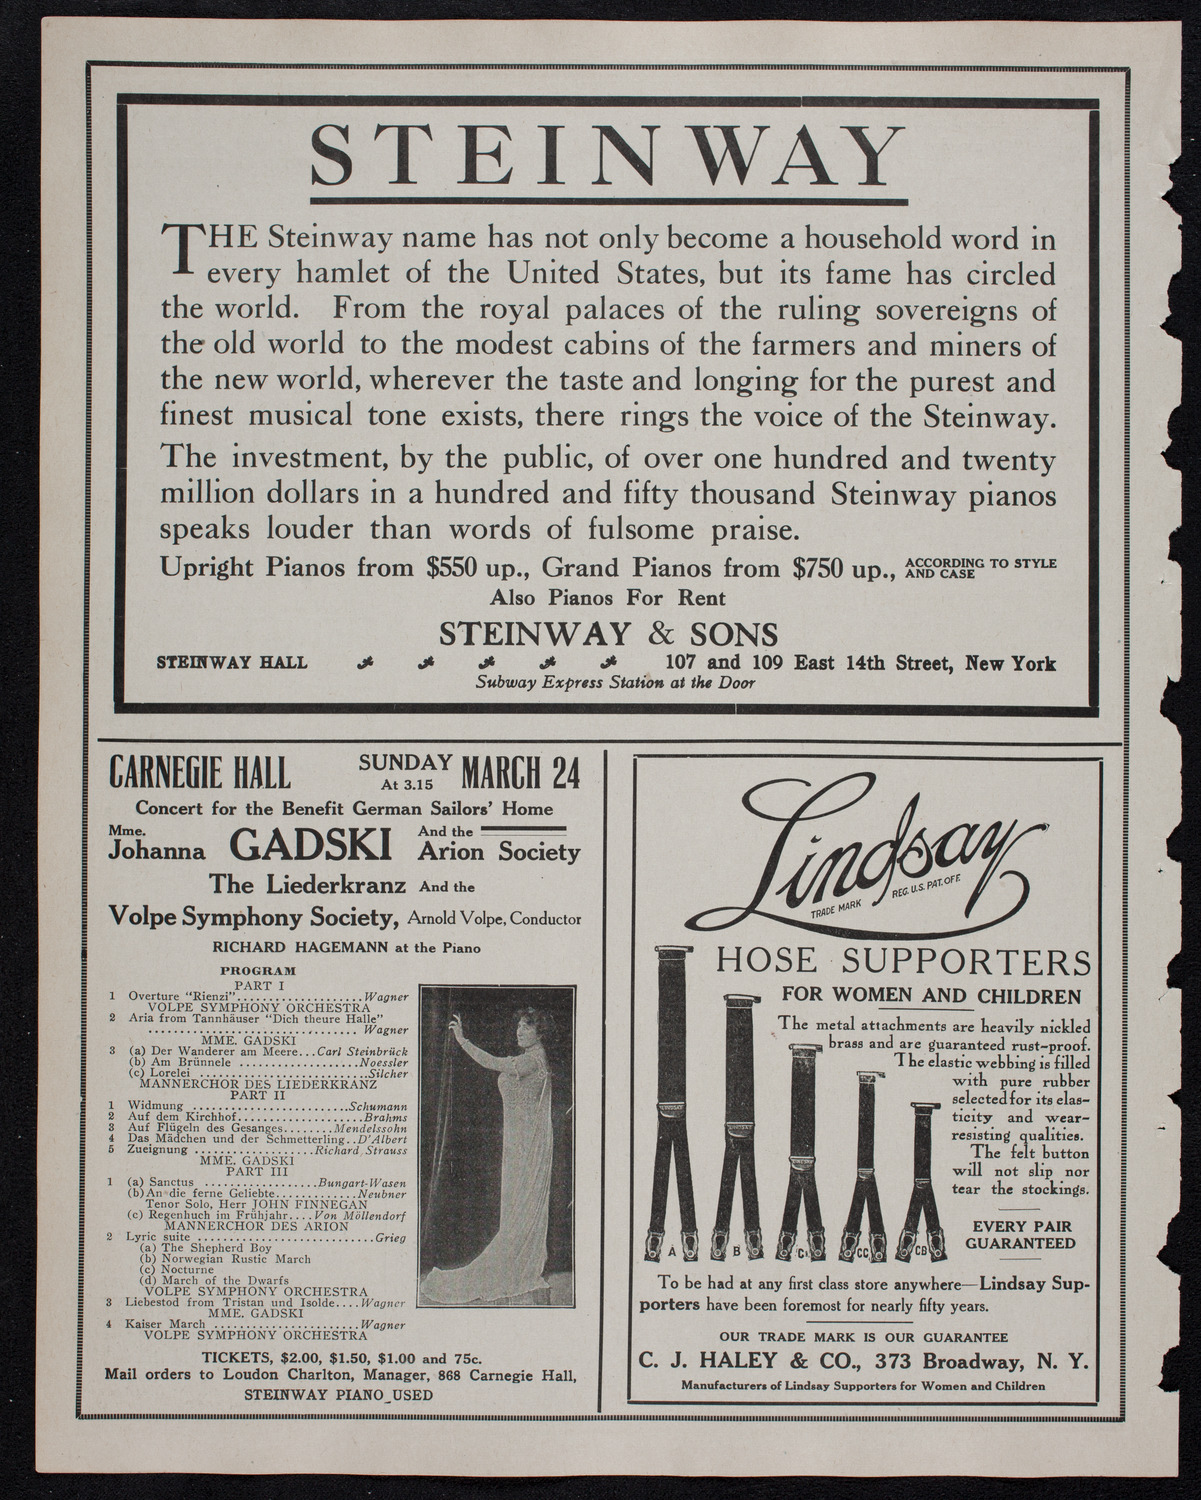 STEINWAY
THE Steinway name has not only become a household word in
every hamlet of the United States, but its fame has circled
the world. From the royal palaces of the ruling sovereigns of
the old world to the modest cabins of the farmers and miners of
the new world, wherever the taste and longing for the purest and
finest musical tone exists, there rings the voice of the Steinway.
The investment, by the public, of over one hundred and twenty
million dollars in a hundred and fifty thousand Steinway pianos
speaks louder than words of fulsome praise.
Upright Pianos from $550 up., Grand Pianos from $750 up., ACCORDING TO STYLE AND CASE
Also Pianos For Rent
STEINWAY & SONS
STEINWAY HALL 107 and 109 East 14th Street, New York
Subway Express Station at the Door
CARNEGIE HALL SUNDAY At 3.15 MARCH 24
Concert for the Benefit German Sailors' Home
Mme. Johanna GADSKI And the Arion Society
The Liederkranz And the
Volpe Symphony Society, Arnold Volpe, Conductor
RICHARD HAGEMANN at the Piano
PROGRAM
PART I
1 Overture "Rienzi"...................Wagner
VOLPE SYMPHONY ORCHESTRA
2 Aria from Tannhäuser "Dich theure Halle"
............................... Wagner
MME. GADSKI
3 (a) Der Wanderer am Meere...Carl Steinbrück
(b) Am Brünnele ..................Noessler
(c) Lorelei .........................Silcher
MANNERCHOR DES LIEDERKRANZ
PART II
1 Widmung .......................Schumann
2 Auf dem Kirchhof...................Brahms
3 Auf Flügeln des Gesanges........Mendelssohn
4 Das Mädchen und der Schmetterling..D'Albert
5 Zueignung ..................Richard Strauss
MME. GADSKI
PART III
1 (a) Sanctus .................Bungart-Wasen
(b) An die ferne Geliebte............Neubner
Tenor Solo, Herr JOHN FINNEGAN
(c) Regenhuch im Frühjahr....Von Möllendorf
MANNERCHOR DES ARION
2 Lyric suite ..........................Grieg
(a) The Shepherd Boy
(b) Norwegian Rustic March
(c) Nocturne
(d) March of the Dwarfs
VOLPE SYMPHONY ORCHESTRA
3 Liebestod from Tristan und Isolde....Wagner
MME. GADSKI
4 Kaiser March ......................Wagner
VOLPE SYMPHONY ORCHESTRA
TICKETS, $2.00, $1.50, $1.00 and 75c.
Mail orders to Loudon Charlton, Manager, 868 Carnegie Hall,
STEINWAY PIANO USED
Lindsay
TRADE MARK REG. U.S. PAT. OFF.
HOSE SUPPORTERS
FOR WOMEN AND CHILDREN
The metal attachments are heavily nickled
brass and are guaranteed rust-proof.
The elastic webbing is filled
with pure rubber
selected for its elas-
ticity and wear-
resisting qualities.
The felt button
will not slip nor
tear the stockings.
EVERY PAIR
GUARANTEED
A B C CC CB
To be had at any first class store anywhere—Lindsay Sup-
porters have been foremost for nearly fifty years.
OUR TRADE MARK IS OUR GUARANTEE
C. J. HALEY & CO., 373 Broadway, N. Y.
Manufacturers of Lindsay Supporters for Women and Children